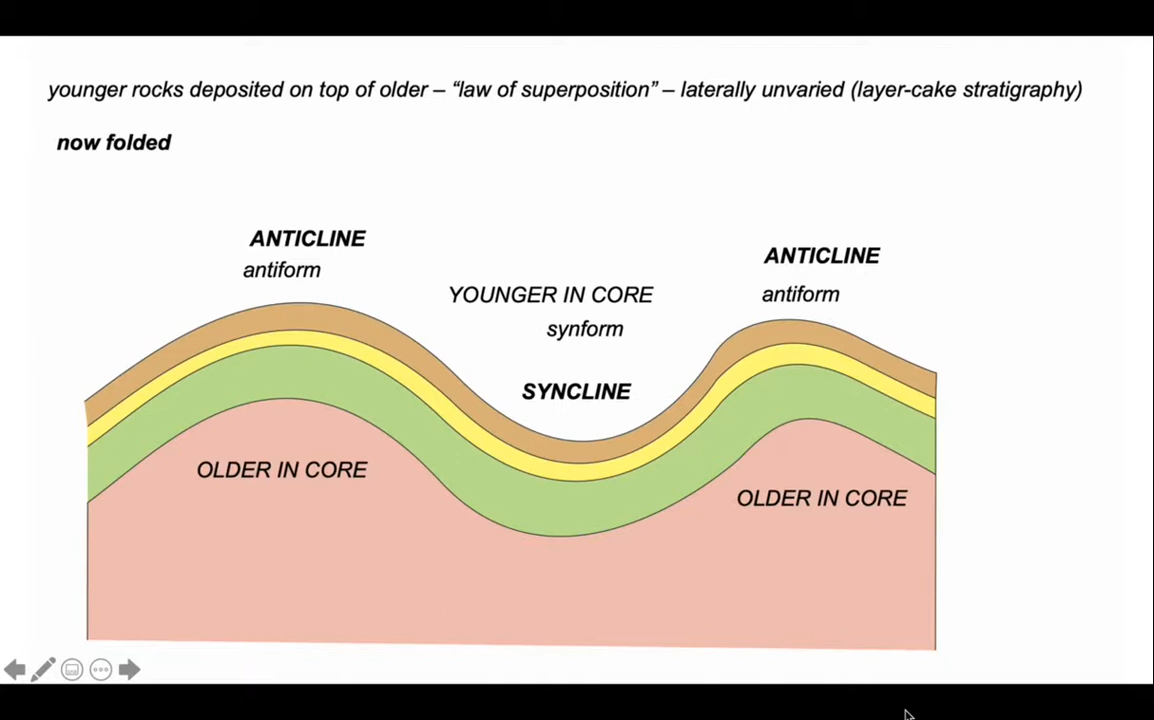 younger rocks deposited on top of older – “law of superposition” – laterally unvaried (layer-cake stratigraphy)
now folded
ANTICLINE
antiform
ANTICLINE
antiform
YOUNGER IN CORE
synform
SYNCLINE
OLDER IN CORE
OLDER IN CORE